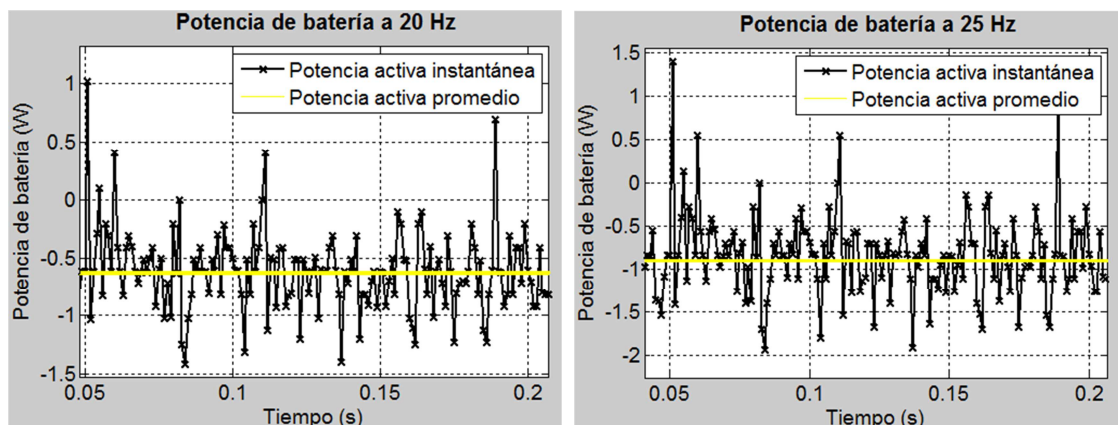 Potencia de batería a 20 Hz
Potencia de batería (W)
1
0.5
0
-0.5
-1
-1.5
Potencia activa instantánea
Potencia activa promedio
0.05
0.1
0.15
0.2
Tiempo (s)
Potencia de batería a 25 Hz
Potencia de batería (W)
1.5
1
0.5
0
-0.5
-1
-1.5
-2
Potencia activa instantánea
Potencia activa promedio
0.05
0.1
0.15
0.2
Tiempo (s)